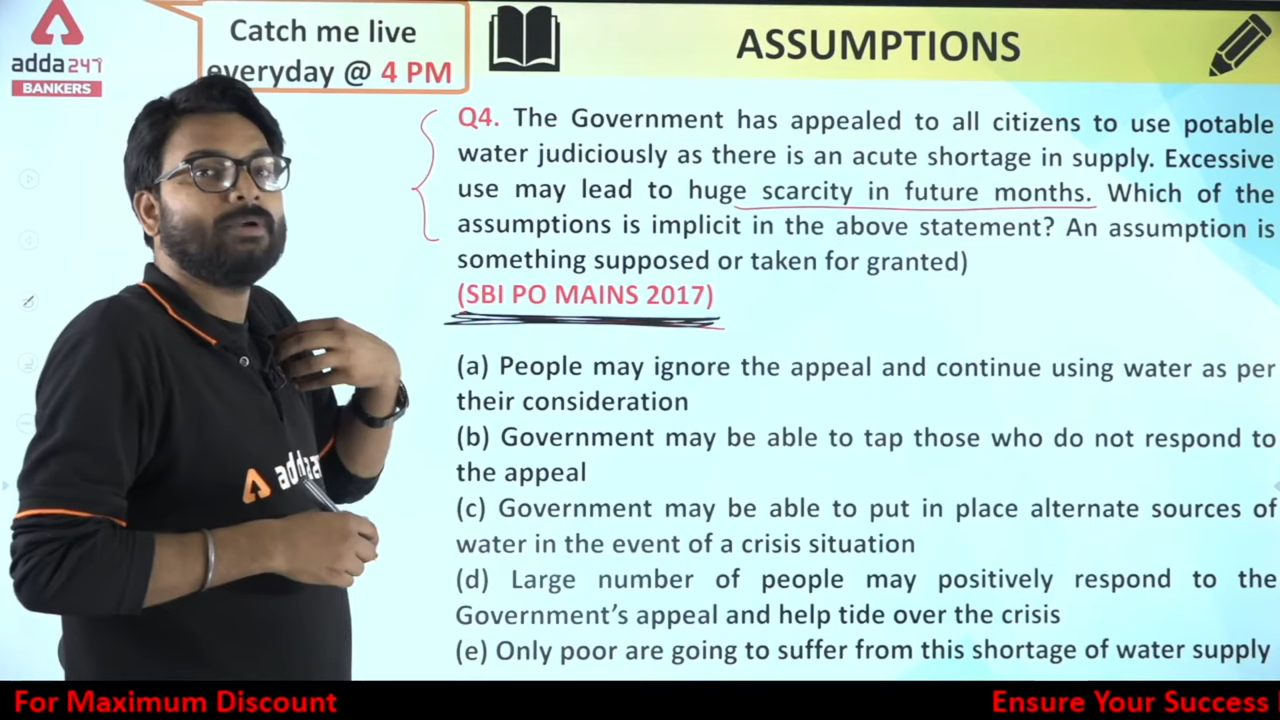 adda247
BANKERS
Catch me live
everyday @ 4 PM
ASSUMPTIONS
Q4. The Government has appealed to all citizens to use potable
water judiciously as there is an acute shortage in supply. Excessive
use may lead to huge scarcity in future months. Which of the
assumptions is implicit in the above statement? An assumption is
something supposed or taken for granted)
(SBI PO MAINS 2017)
(a) People may ignore the appeal and continue using water as per
their consideration
(b) Government may be able to tap those who do not respond to
the appeal
(c) Government may be able to put in place alternate sources of
water in the event of a crisis situation
(d) Large number of people may positively respond to the
Government's appeal and help tide over the crisis
(e) Only poor are going to suffer from this shortage of water supply
For Maximum Discount
Ensure Your Success